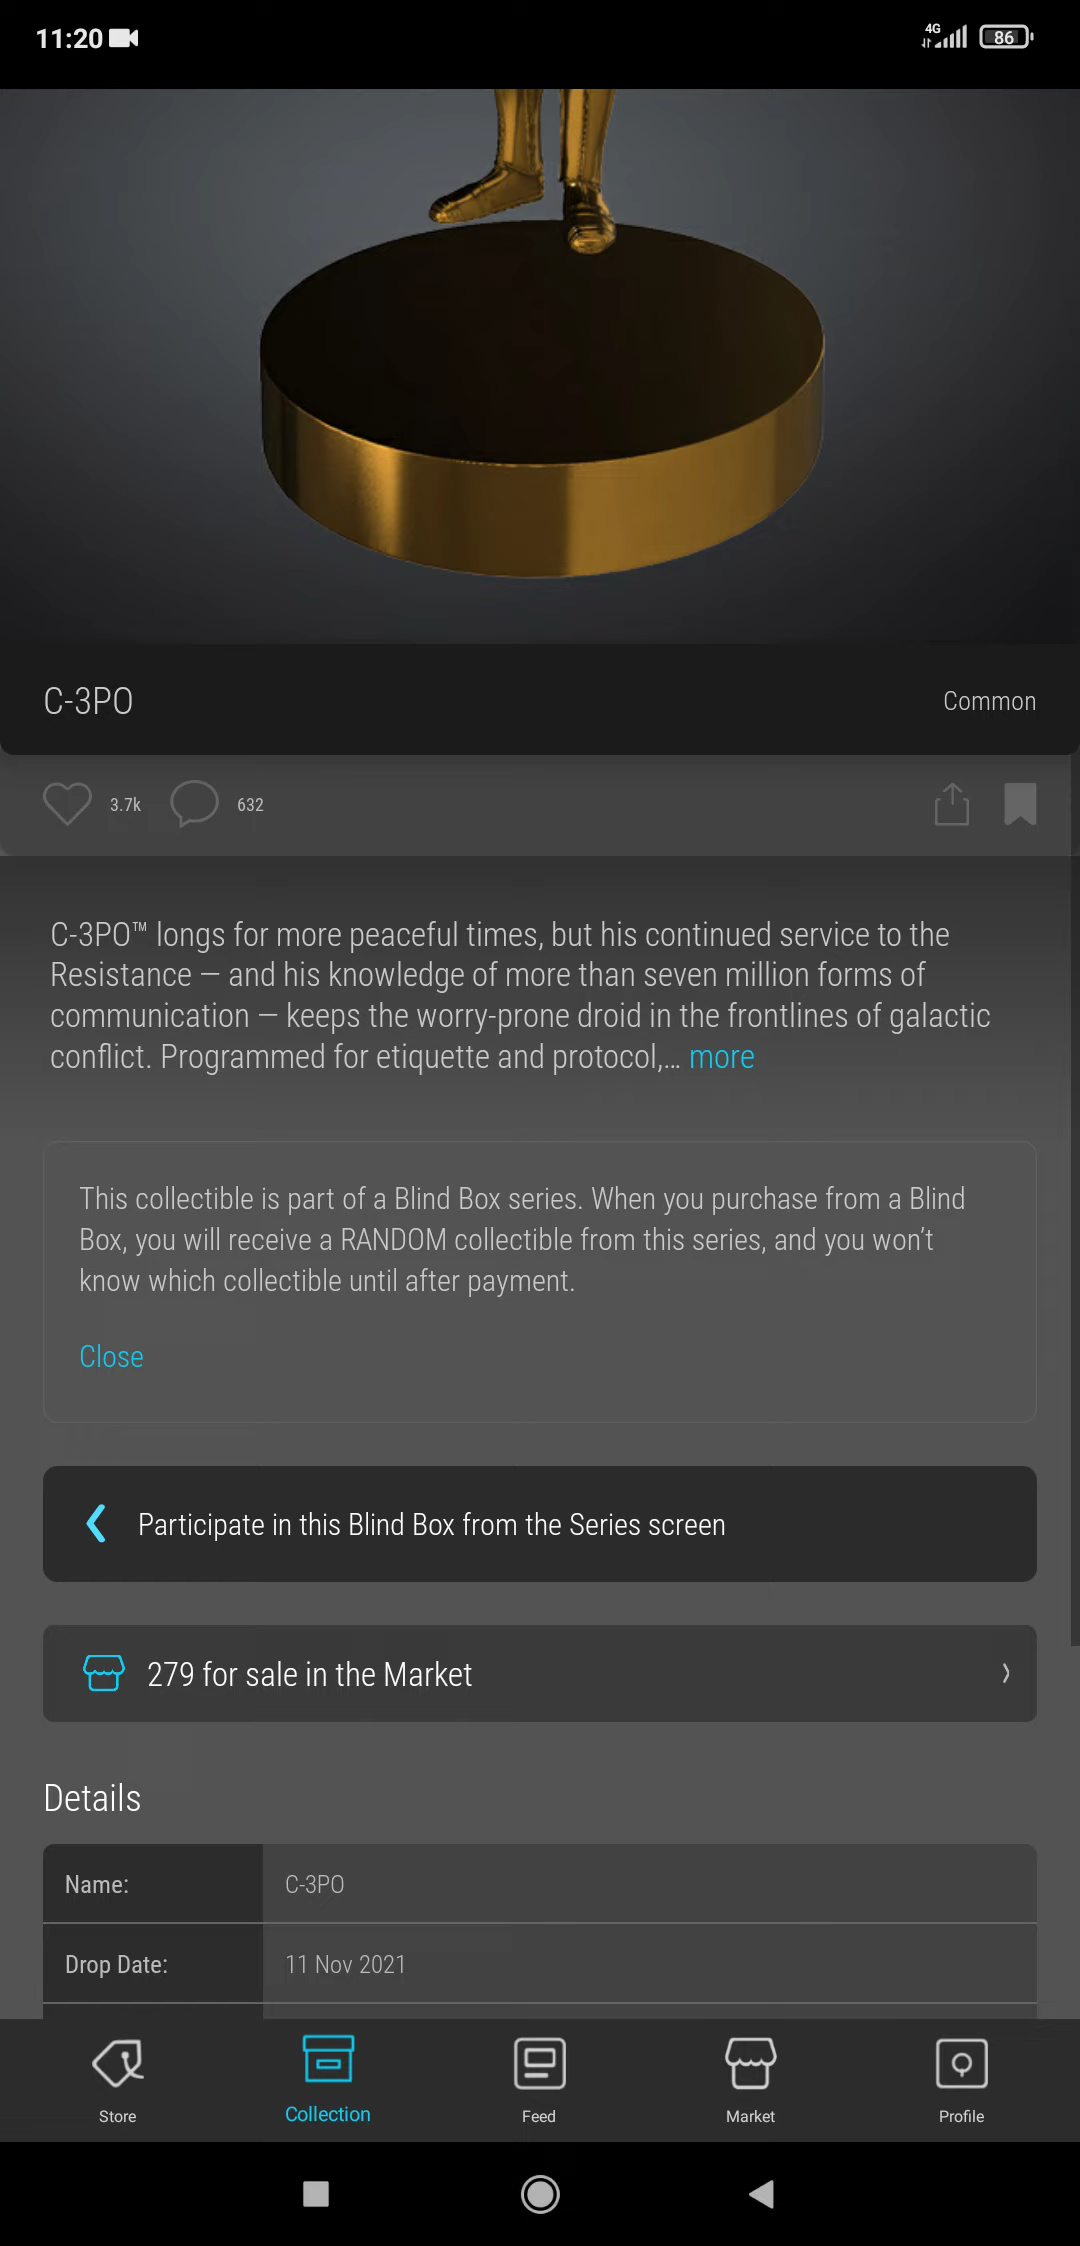 11:20
4G
86
C-3PO
Common
3.7k
632
C-3PO™ longs for more peaceful times, but his continued service to the
Resistance — and his knowledge of more than seven million forms of
communication — keeps the worry-prone droid in the frontlines of galactic
conflict. Programmed for etiquette and protocol,... more
This collectible is part of a Blind Box series. When you purchase from a Blind
Box, you will receive a RANDOM collectible from this series, and you won’t
know which collectible until after payment.
Close
Participate in this Blind Box from the Series screen
279 for sale in the Market
Details
Name:
C-3PO
Drop Date:
11 Nov 2021
Store
Collection
Feed
Market
Profile